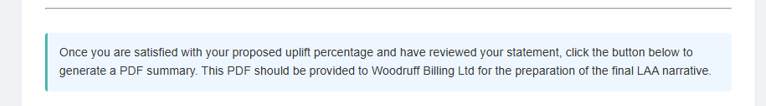 Once you are satisfied with your proposed uplift percentage and have reviewed your statement, click the button below to
generate a PDF summary. This PDF should be provided to Woodruff Billing Ltd for the preparation of the final LAA narrative.